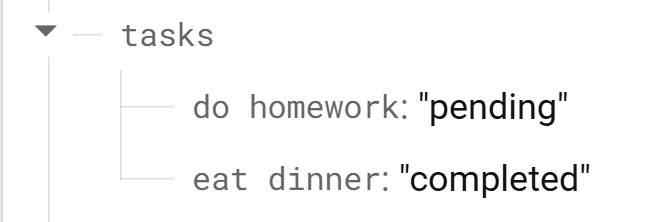 tasks
do homework: "pending"
eat dinner: "completed"